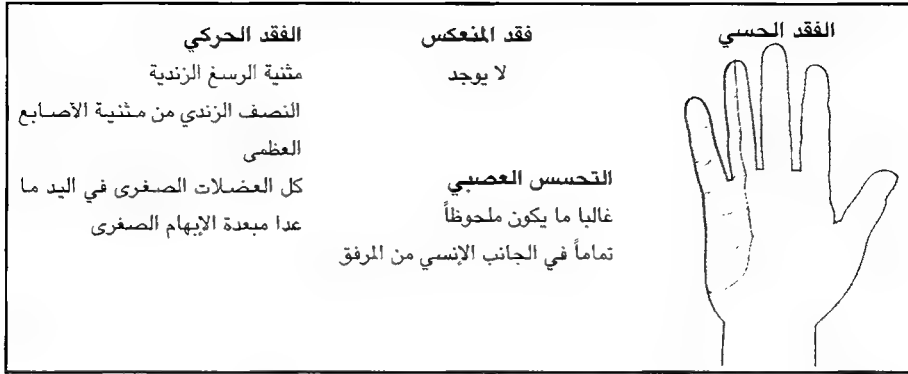 الفقد الحسي
فقد المنعكس
لا يوجد
التحسس العصبي
غالبا ما يكون ملحوظاً
تماماً في الجانب الإنسي من المرفق
الفقد الحركي
مثنية الرسغ الزندية
النصف الزندي من مثنية الأصابع
العظمى
كل العضلات الصغرى في اليد ما
عدا مبعدة الإبهام الصغرى